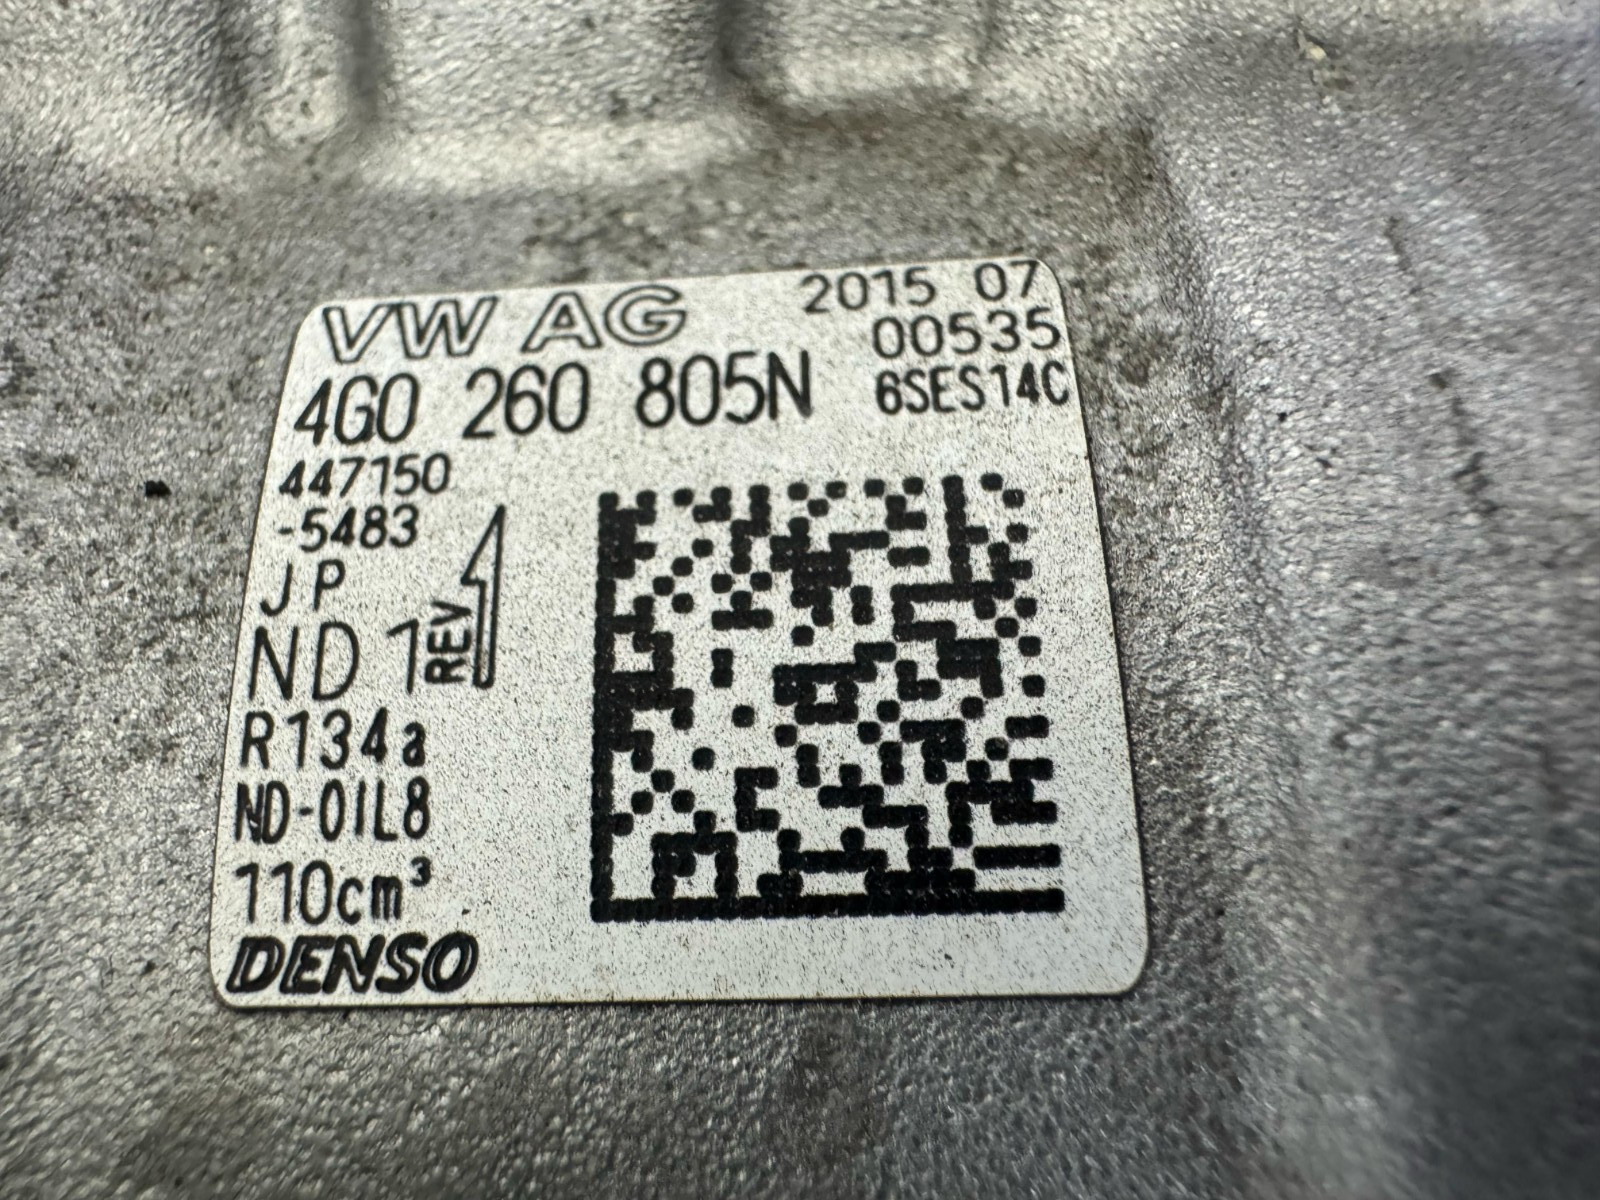 VW AG 2015 07
00535
4G0 260 805N 6SES14C
447150
-5483
JP
ND 1 REV
R134a
ND-OIL8
110cm³
DENSO